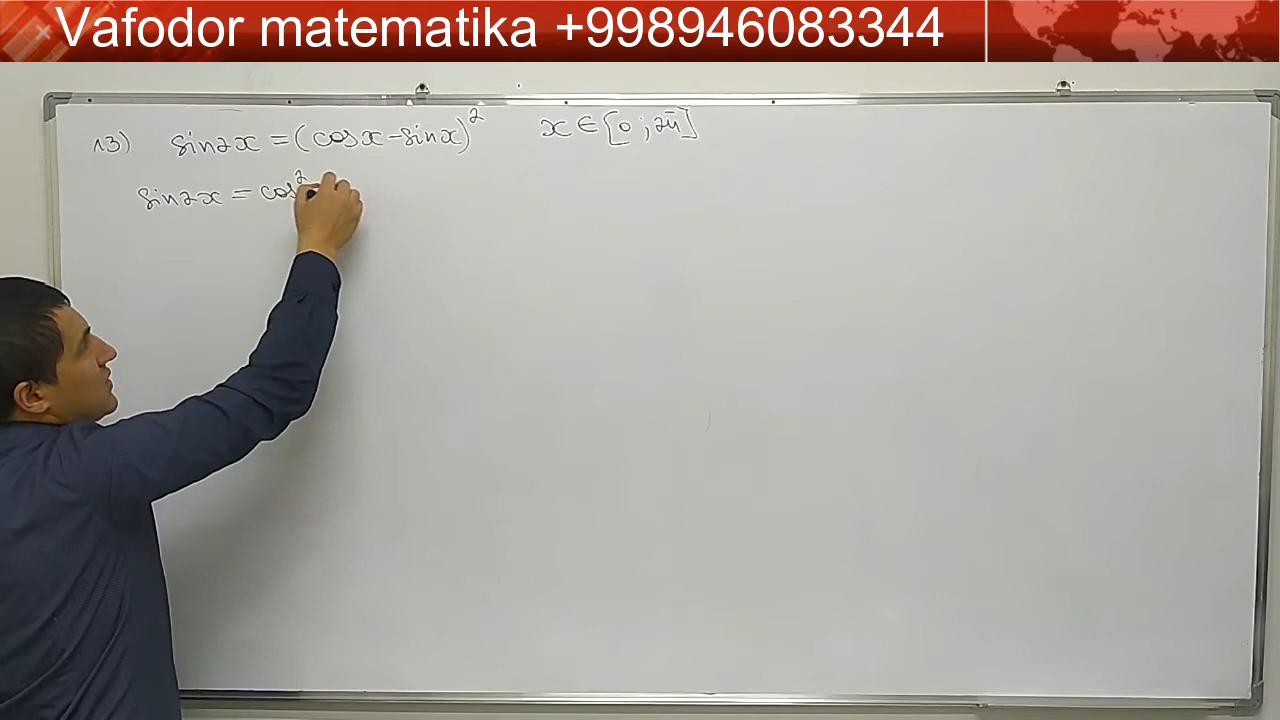 Vafodor matematika +998946083344
13) sin2x = (cosx - sinx)² x ∈ [0 ; 2π]
sin2x = cos²